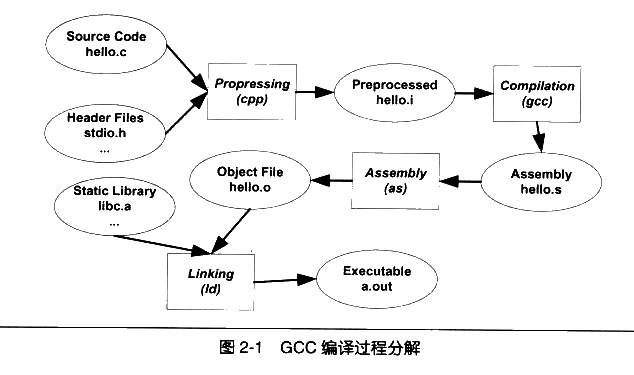 Source Code
hello.c
Header Files
stdio.h
...
Propressing
(cpp)
Preprocessed
hello.i
Compilation
(gcc)
Assembly
hello.s
Assembly
(as)
Object File
hello.o
Static Library
libc.a
...
Linking
(ld)
Executable
a.out
图 2-1 GCC 编译过程分解